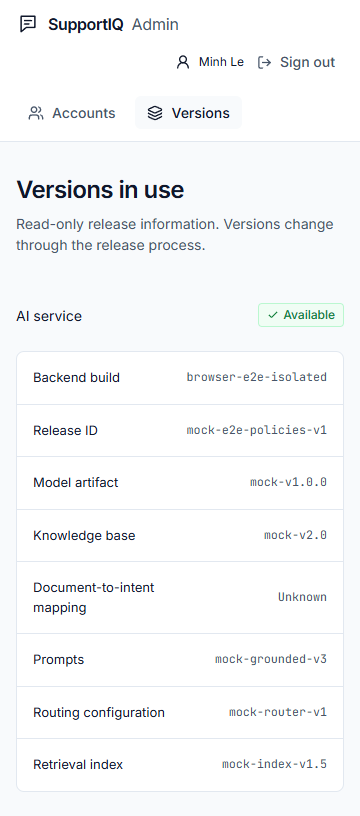 SupportIQ Admin
Minh Le Sign out
Accounts Versions
Versions in use
Read-only release information. Versions change
through the release process.
AI service Available
Backend build browser-e2e-isolated
Release ID mock-e2e-policies-v1
Model artifact mock-v1.0.0
Knowledge base mock-v2.0
Document-to-intent
mapping Unknown
Prompts mock-grounded-v3
Routing configuration mock-router-v1
Retrieval index mock-index-v1.5